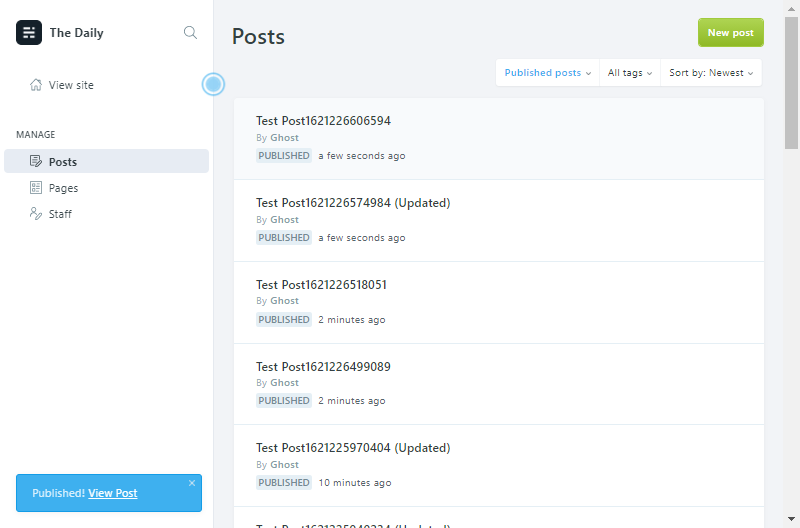 The Daily
View site
MANAGE
Posts
Pages
Staff
Published! View Post
Posts
New post
Published posts
All tags
Sort by: Newest
Test Post1621226606594
By Ghost
PUBLISHED a few seconds ago
Test Post1621226574984 (Updated)
By Ghost
PUBLISHED a few seconds ago
Test Post1621226518051
By Ghost
PUBLISHED 2 minutes ago
Test Post1621226499089
By Ghost
PUBLISHED 2 minutes ago
Test Post1621225970404 (Updated)
By Ghost
PUBLISHED 10 minutes ago